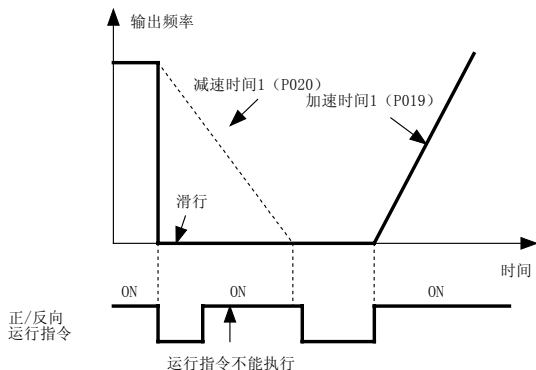 输出频率
减速时间1（P020）
加速时间1（P019）
滑行
时间
ON
ON
ON
正/反向
运行指令
运行指令不能执行